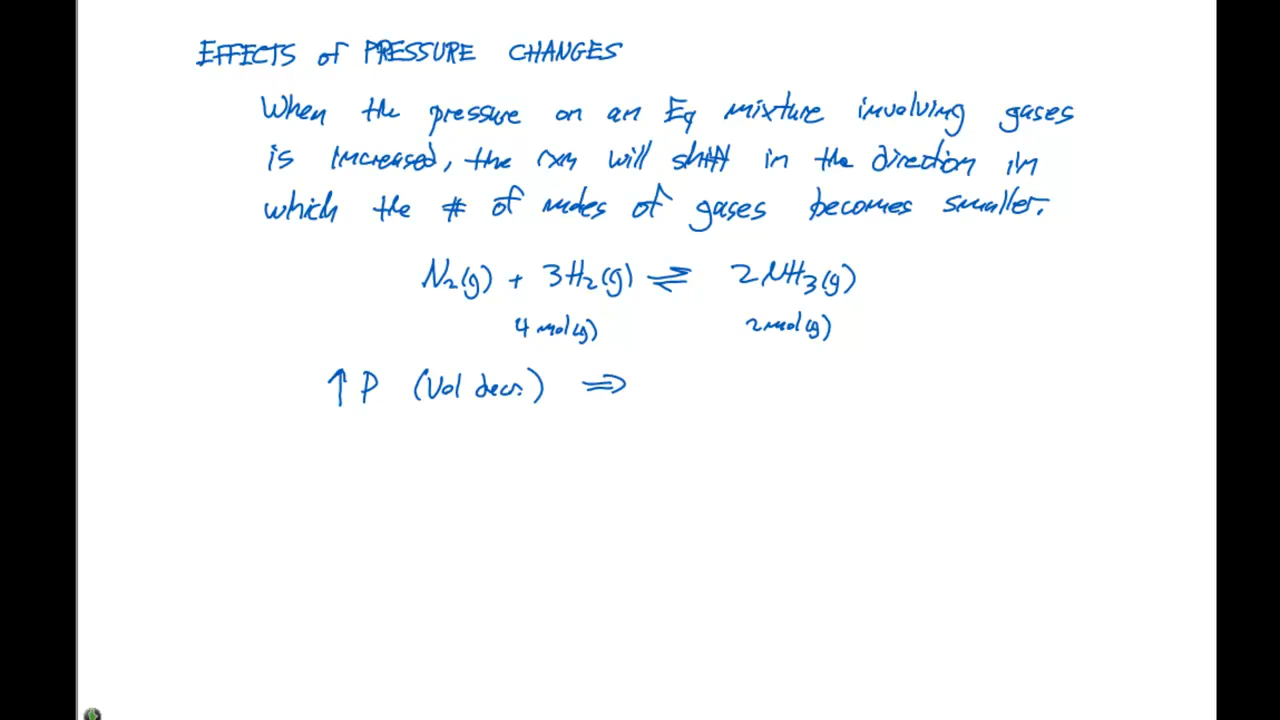 EFFECTS of PRESSURE CHANGES
When the pressure on an Eq mixture involving gases
is increased, the rxn will shift in the direction in
which the # of moles of gases becomes smaller.
N₂(g) + 3H₂(g) ⇌ 2NH₃(g)
4 mol(g) 2 mol(g)
↑ P (Vol decr.) ⇒